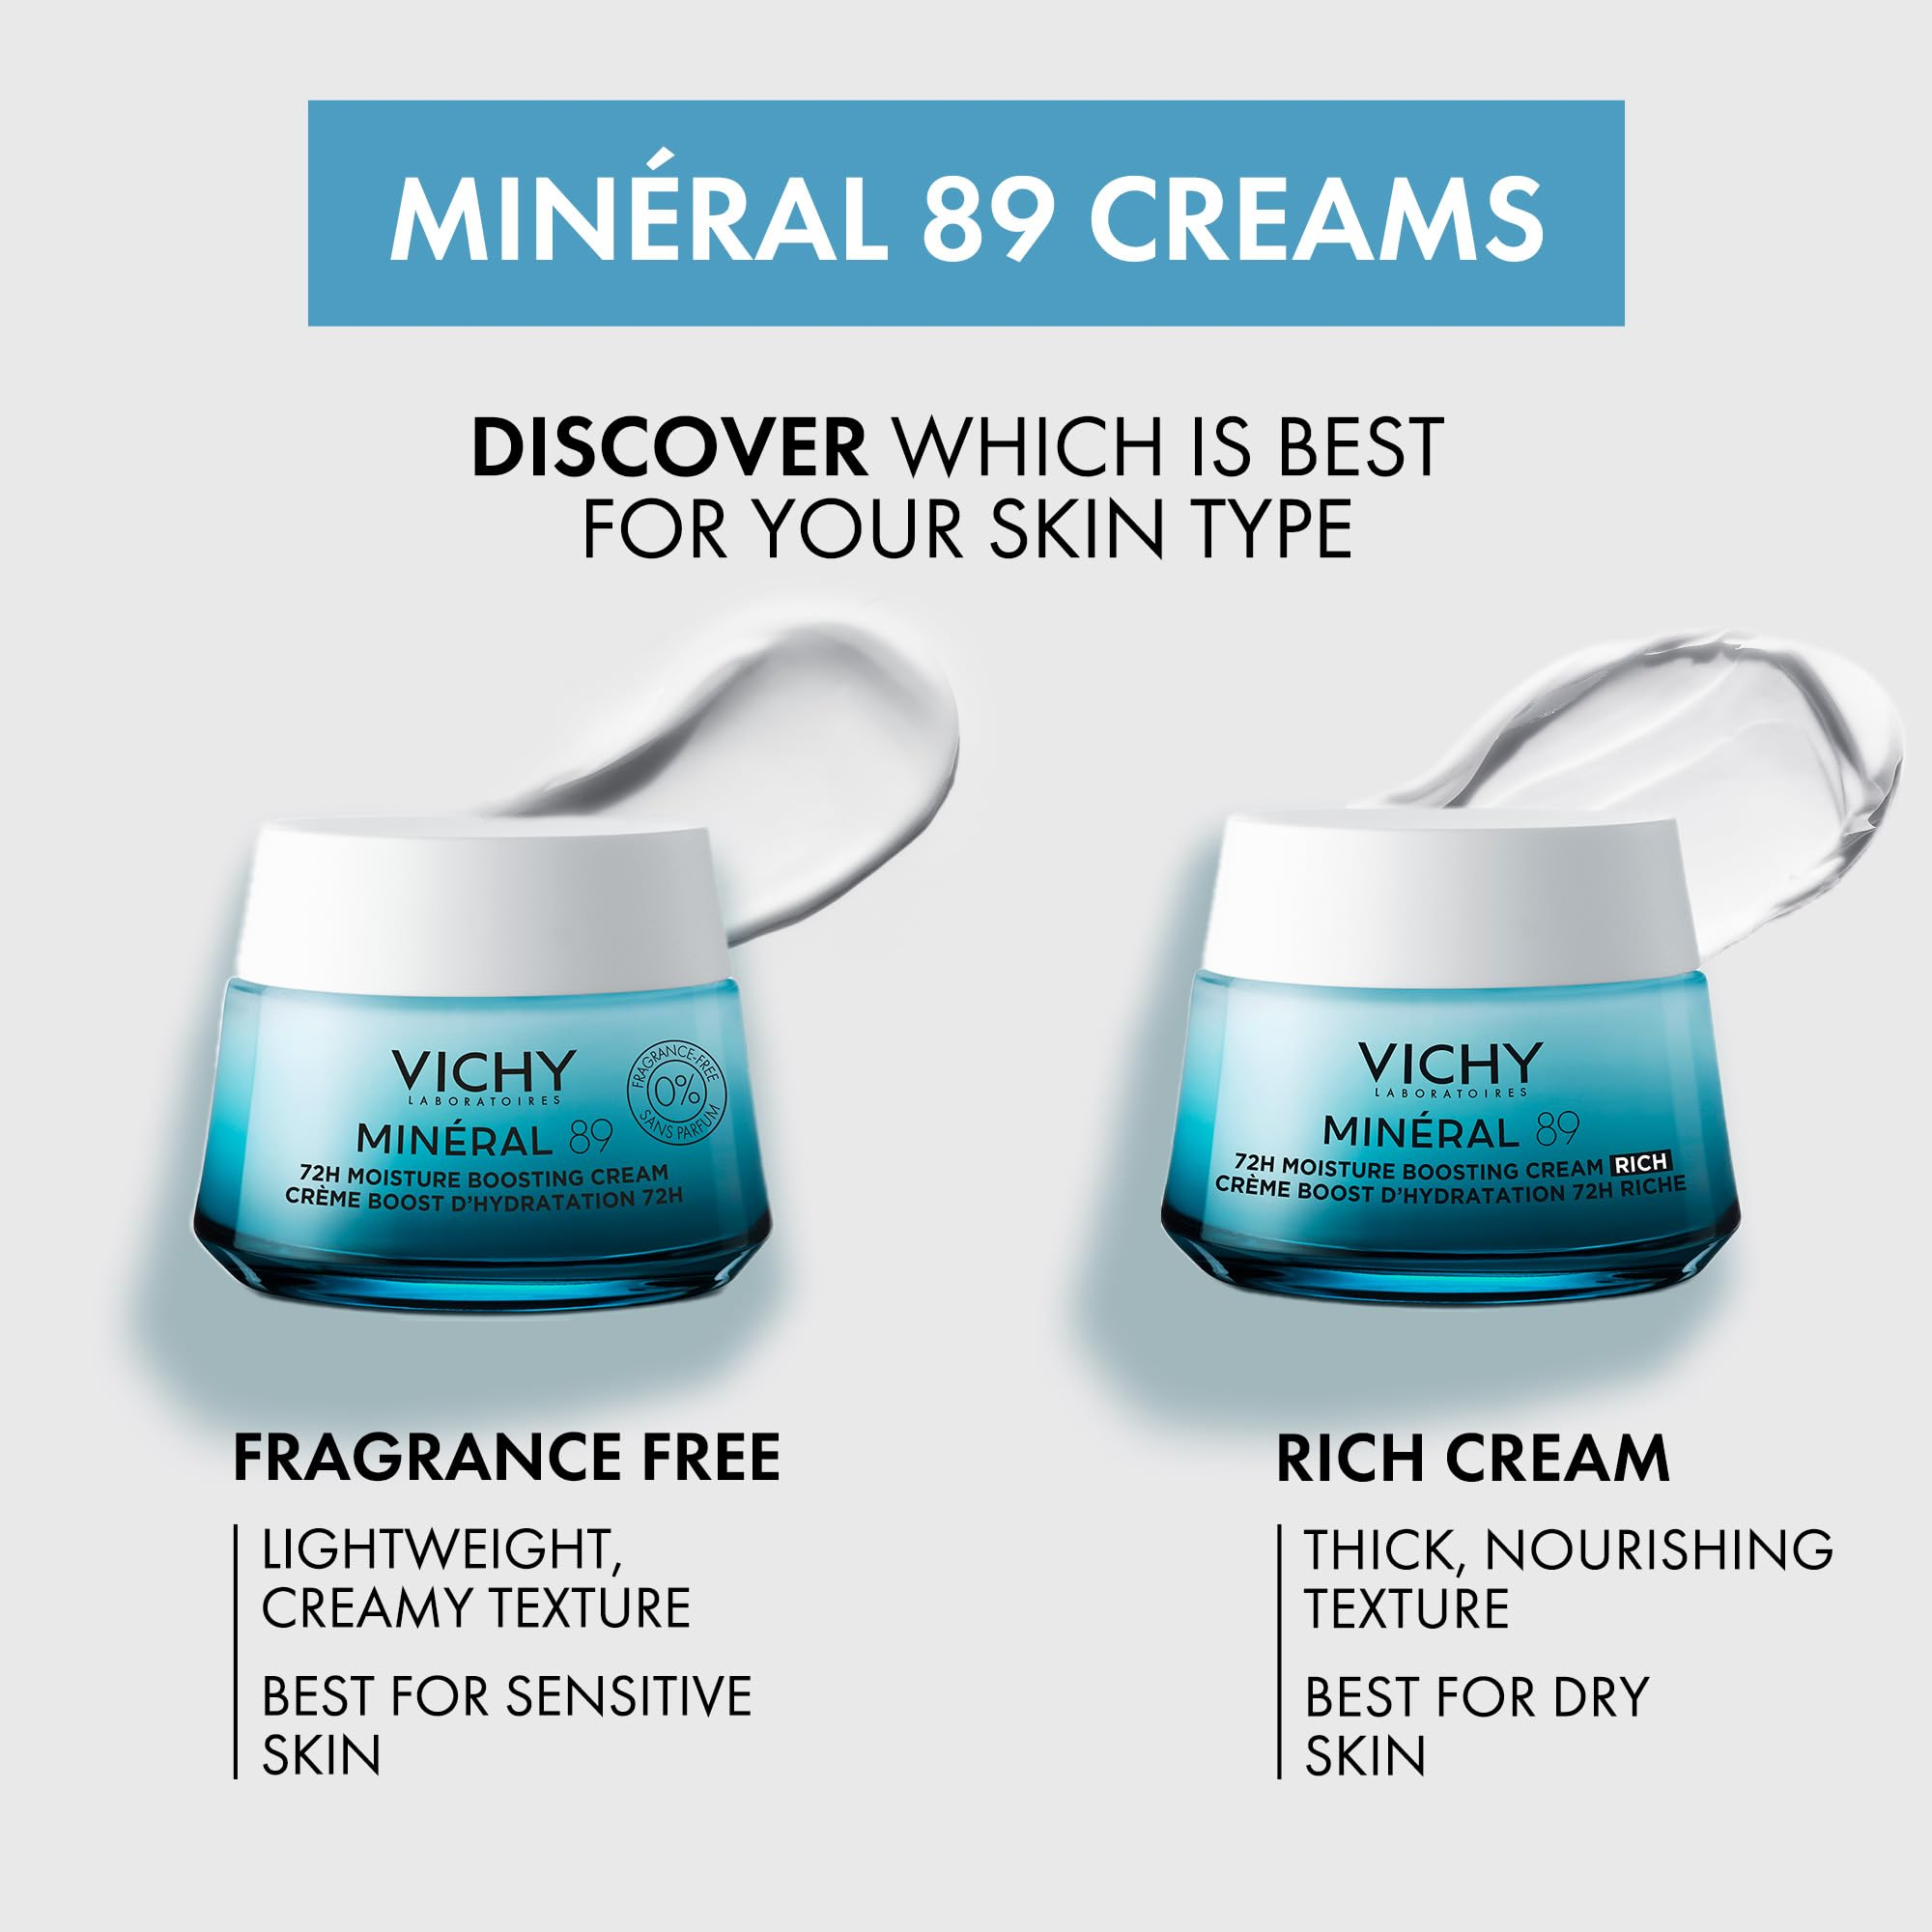 MINÉRAL 89 CREAMS
DISCOVER WHICH IS BEST
FOR YOUR SKIN TYPE
VICHY
LABORATOIRES
MINÉRAL 89
72H MOISTURE BOOSTING CREAM
CRÈME BOOST D'HYDRATATION 72H
FRAGRANCE-FREE
0%
SANS PARFUM
VICHY
LABORATOIRES
MINÉRAL 89
72H MOISTURE BOOSTING CREAM RICH
CRÈME BOOST D'HYDRATATION 72H RICHE
FRAGRANCE FREE
LIGHTWEIGHT,
CREAMY TEXTURE
BEST FOR SENSITIVE
SKIN
RICH CREAM
THICK, NOURISHING
TEXTURE
BEST FOR DRY
SKIN